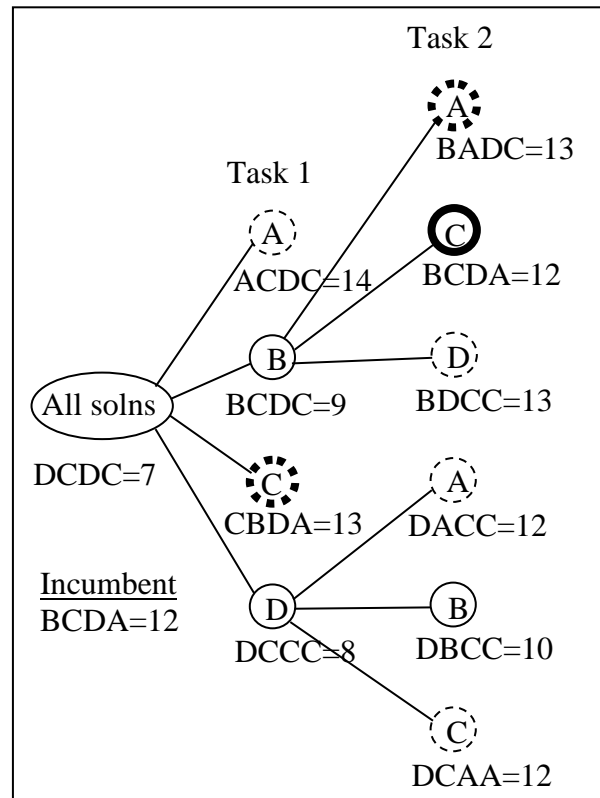 Task 2
A
BADC=13
Task 1
A
ACDC=14
C
BCDA=12
B
BCDC=9
D
BDCC=13
All solns
DCDC=7
C
CBDA=13
A
DACC=12
Incumbent
BCDA=12
D
DCCC=8
B
DBCC=10
C
DCAA=12